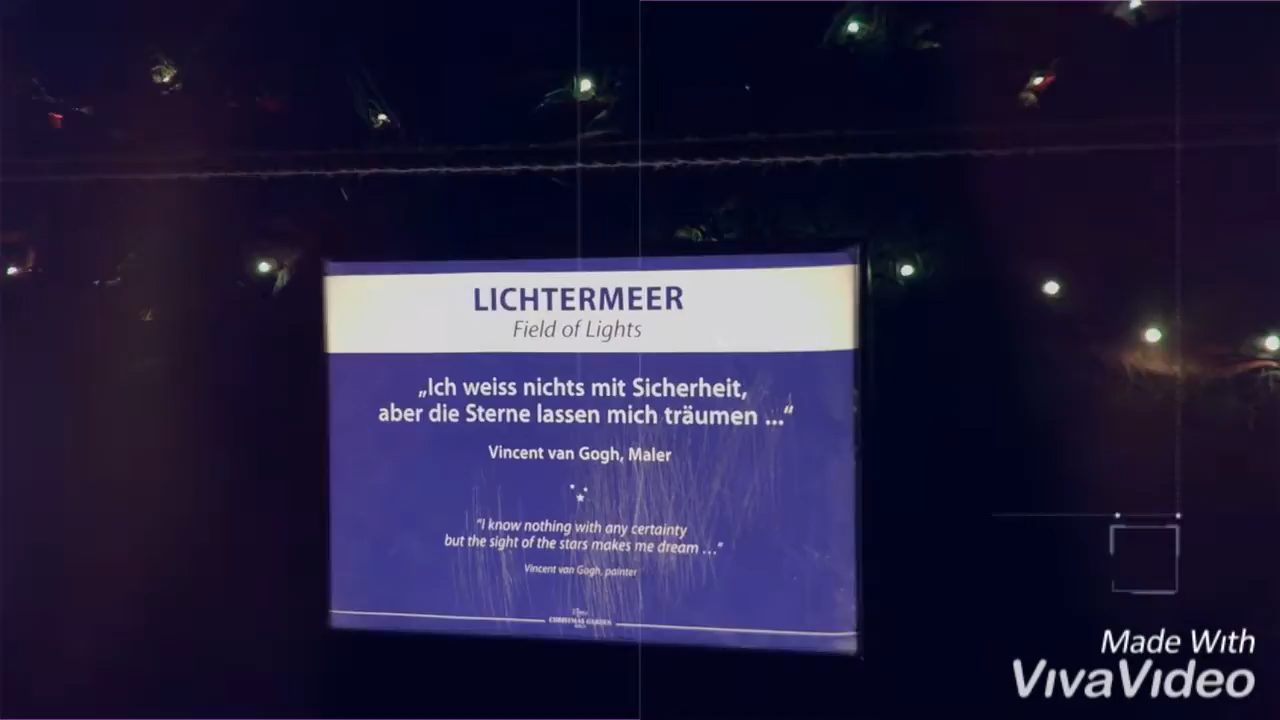 LICHTERMEER
Field of Lights
„Ich weiss nichts mit Sicherheit,
aber die Sterne lassen mich träumen ...“
Vincent van Gogh, Maler
“I know nothing with any certainty
but the sight of the stars makes me dream ...”
Vincent van Gogh, painter
CHRISTMAS GARDEN
Made With
VivaVideo